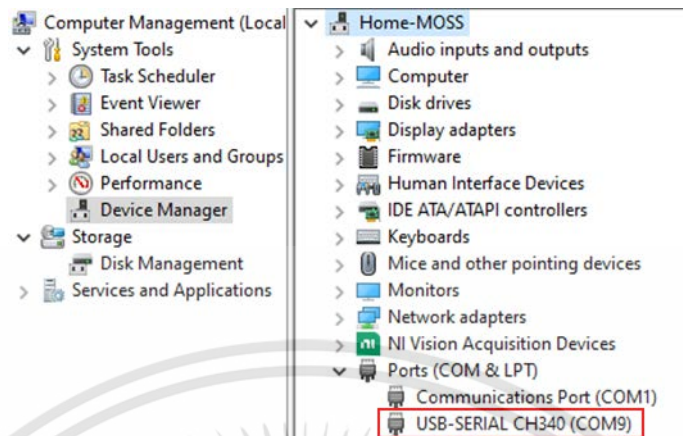 Computer Management (Local
System Tools
Task Scheduler
Event Viewer
Shared Folders
Local Users and Groups
Performance
Device Manager
Storage
Disk Management
Services and Applications
Home-MOSS
Audio inputs and outputs
Computer
Disk drives
Display adapters
Firmware
Human Interface Devices
IDE ATA/ATAPI controllers
Keyboards
Mice and other pointing devices
Monitors
Network adapters
NI Vision Acquisition Devices
Ports (COM & LPT)
Communications Port (COM1)
USB-SERIAL CH340 (COM9)